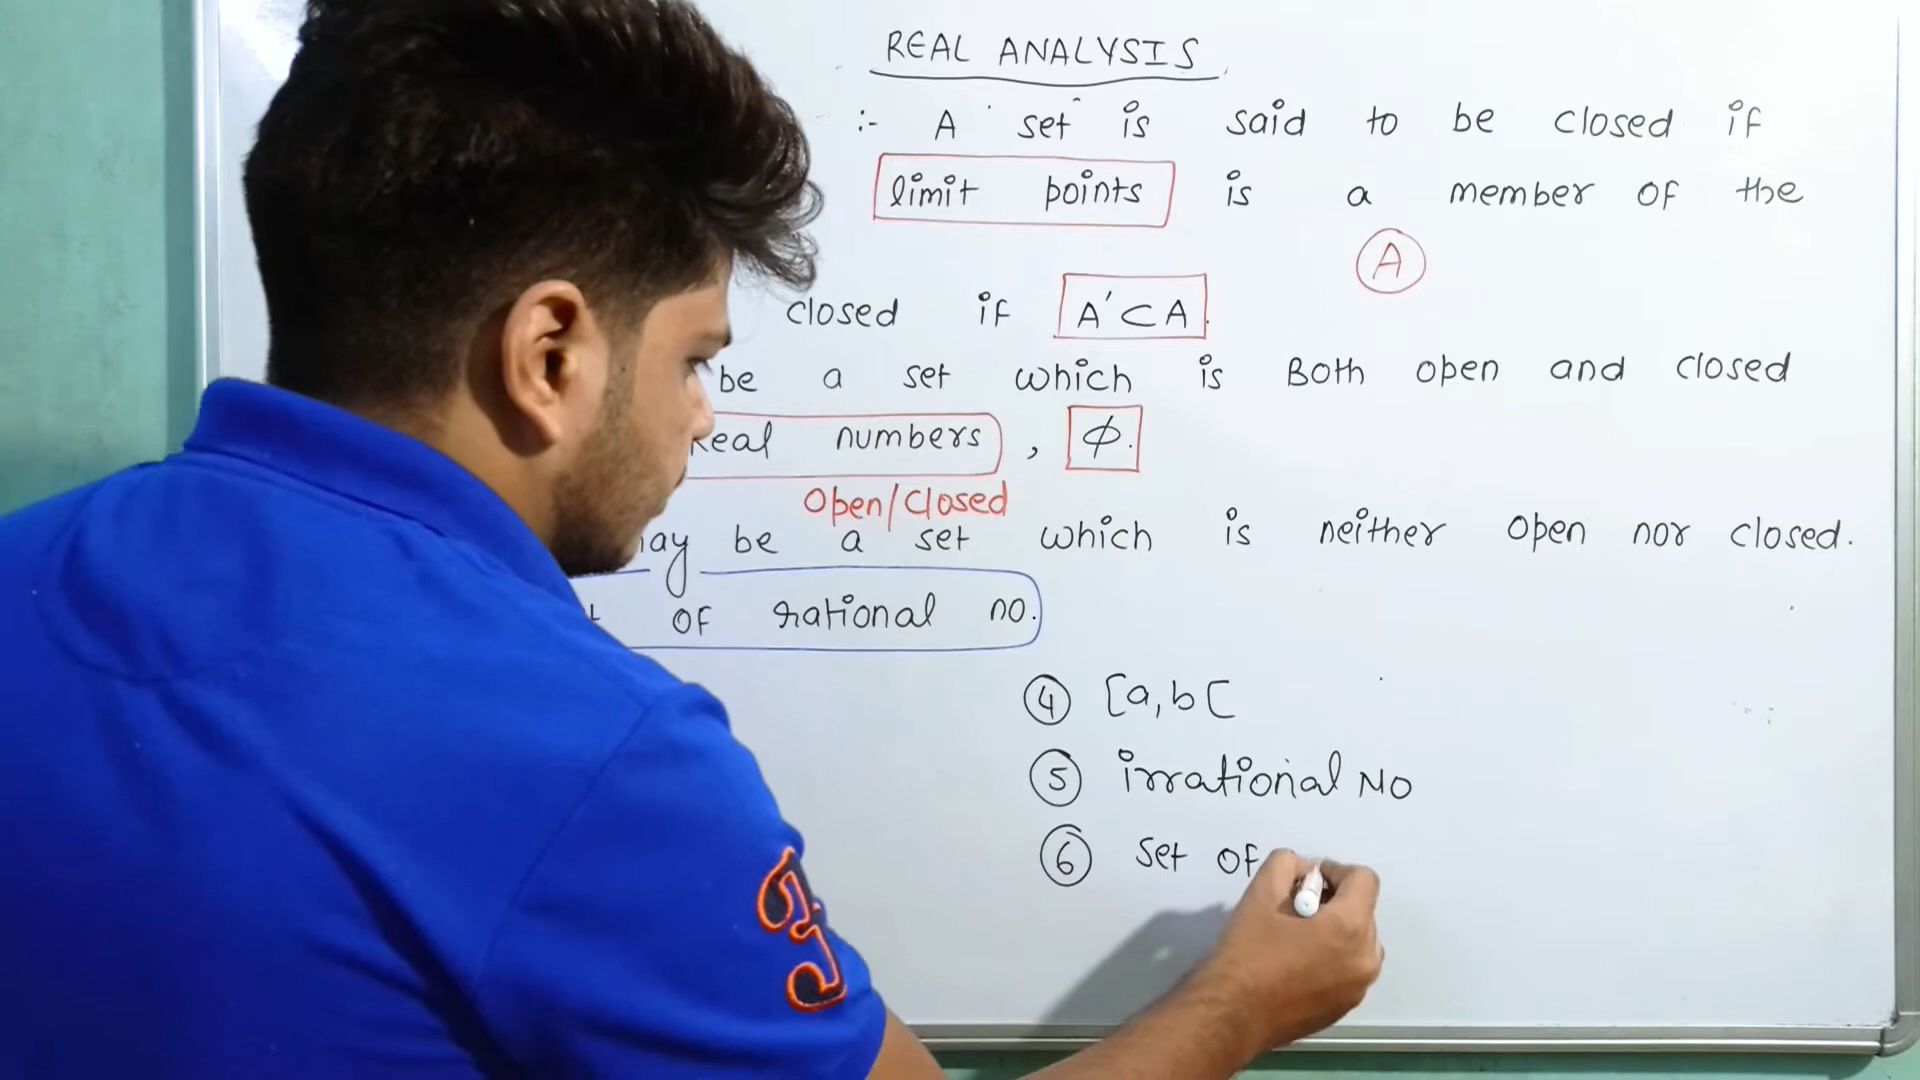 REAL ANALYSIS
:- A set is said to be closed if
limit points is a member of the
A
closed if A′⊂A.
be a set which is Both open and closed
Real numbers , ϕ.
Open/Closed
may be a set which is neither open nor closed.
of rational no.
④ [a,b[
⑤ irrational No
⑥ Set of